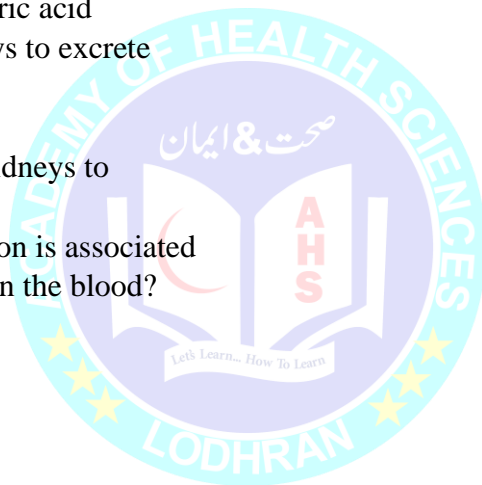 ric acid
ys to excrete
idneys to
on is associated
n the blood?
ACADEMY OF HEALTH SCIENCES
صحت & ایمان
AHS
Let's Learn... How To Learn
LODHRAN